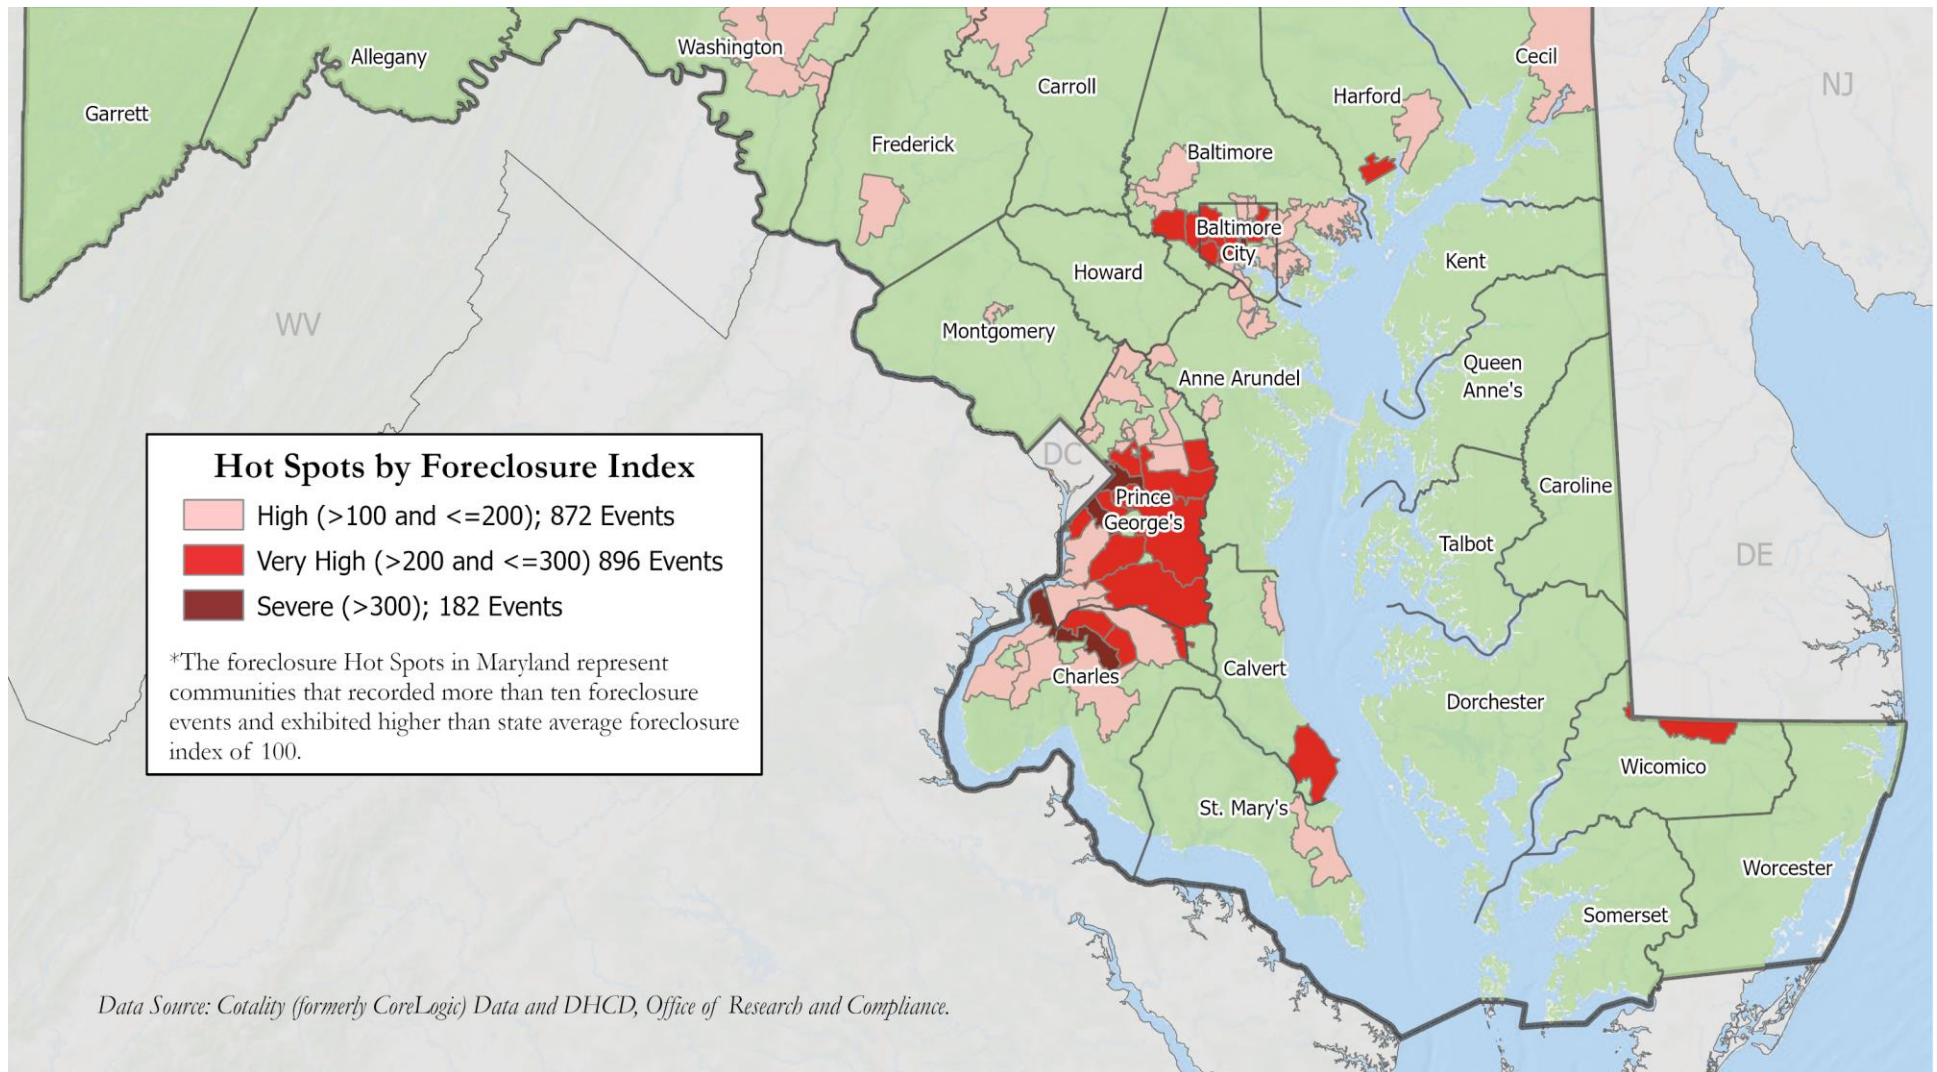 Garrett
Allegany
Washington
Frederick
Carroll
Baltimore
Harford
Cecil
NJ
Baltimore
City
Howard
Kent
WV
Montgomery
Anne Arundel
Queen
Anne's
DC
Prince
George's
Caroline
Talbot
DE
Charles
Calvert
Dorchester
Wicomico
St. Mary's
Worcester
Somerset
Hot Spots by Foreclosure Index
High (>100 and <=200); 872 Events
Very High (>200 and <=300) 896 Events
Severe (>300); 182 Events
*The foreclosure Hot Spots in Maryland represent
communities that recorded more than ten foreclosure
events and exhibited higher than state average foreclosure
index of 100.
Data Source: Cotality (formerly CoreLogic) Data and DHCD, Office of Research and Compliance.